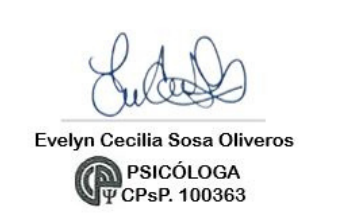 Evelyn Cecilia Sosa Oliveros
PSICÓLOGA
CPsP. 100363